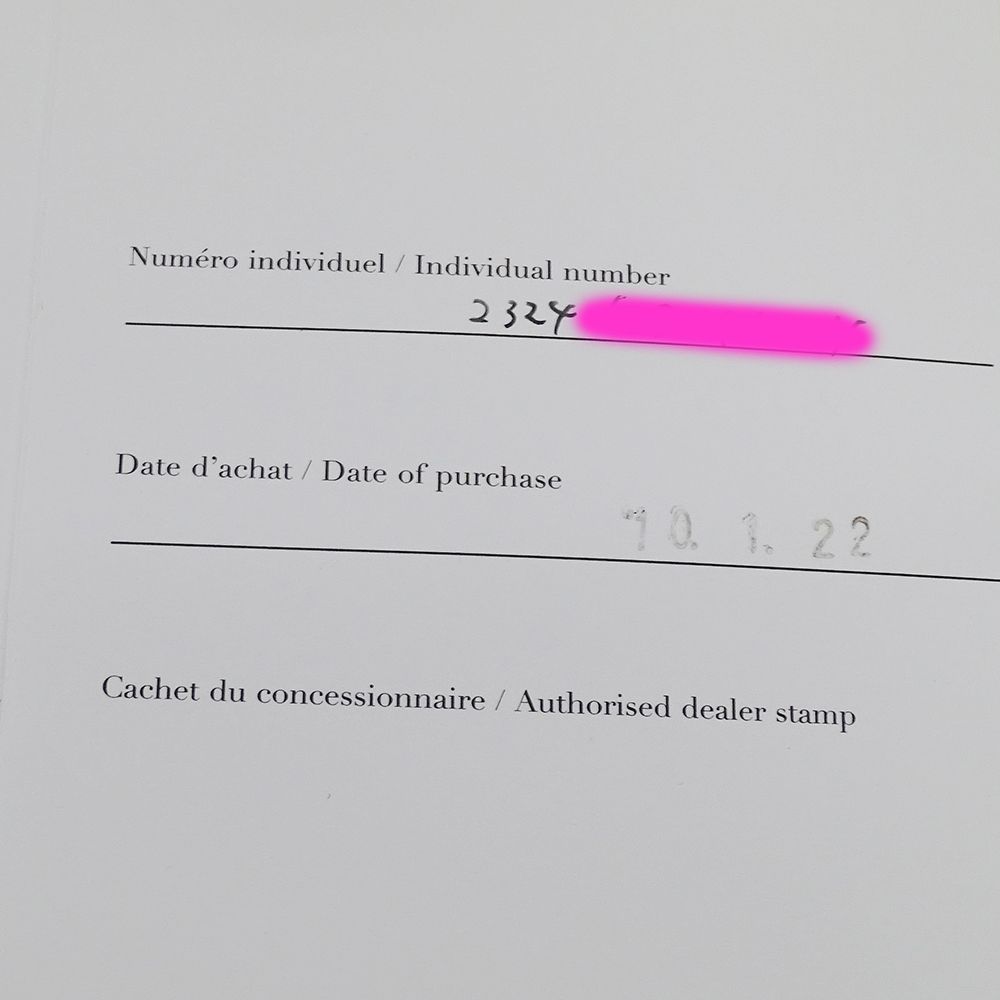 Numéro individuel / Individual number
2324
Date d'achat / Date of purchase
'10. 1. 22
Cachet du concessionnaire / Authorised dealer stamp